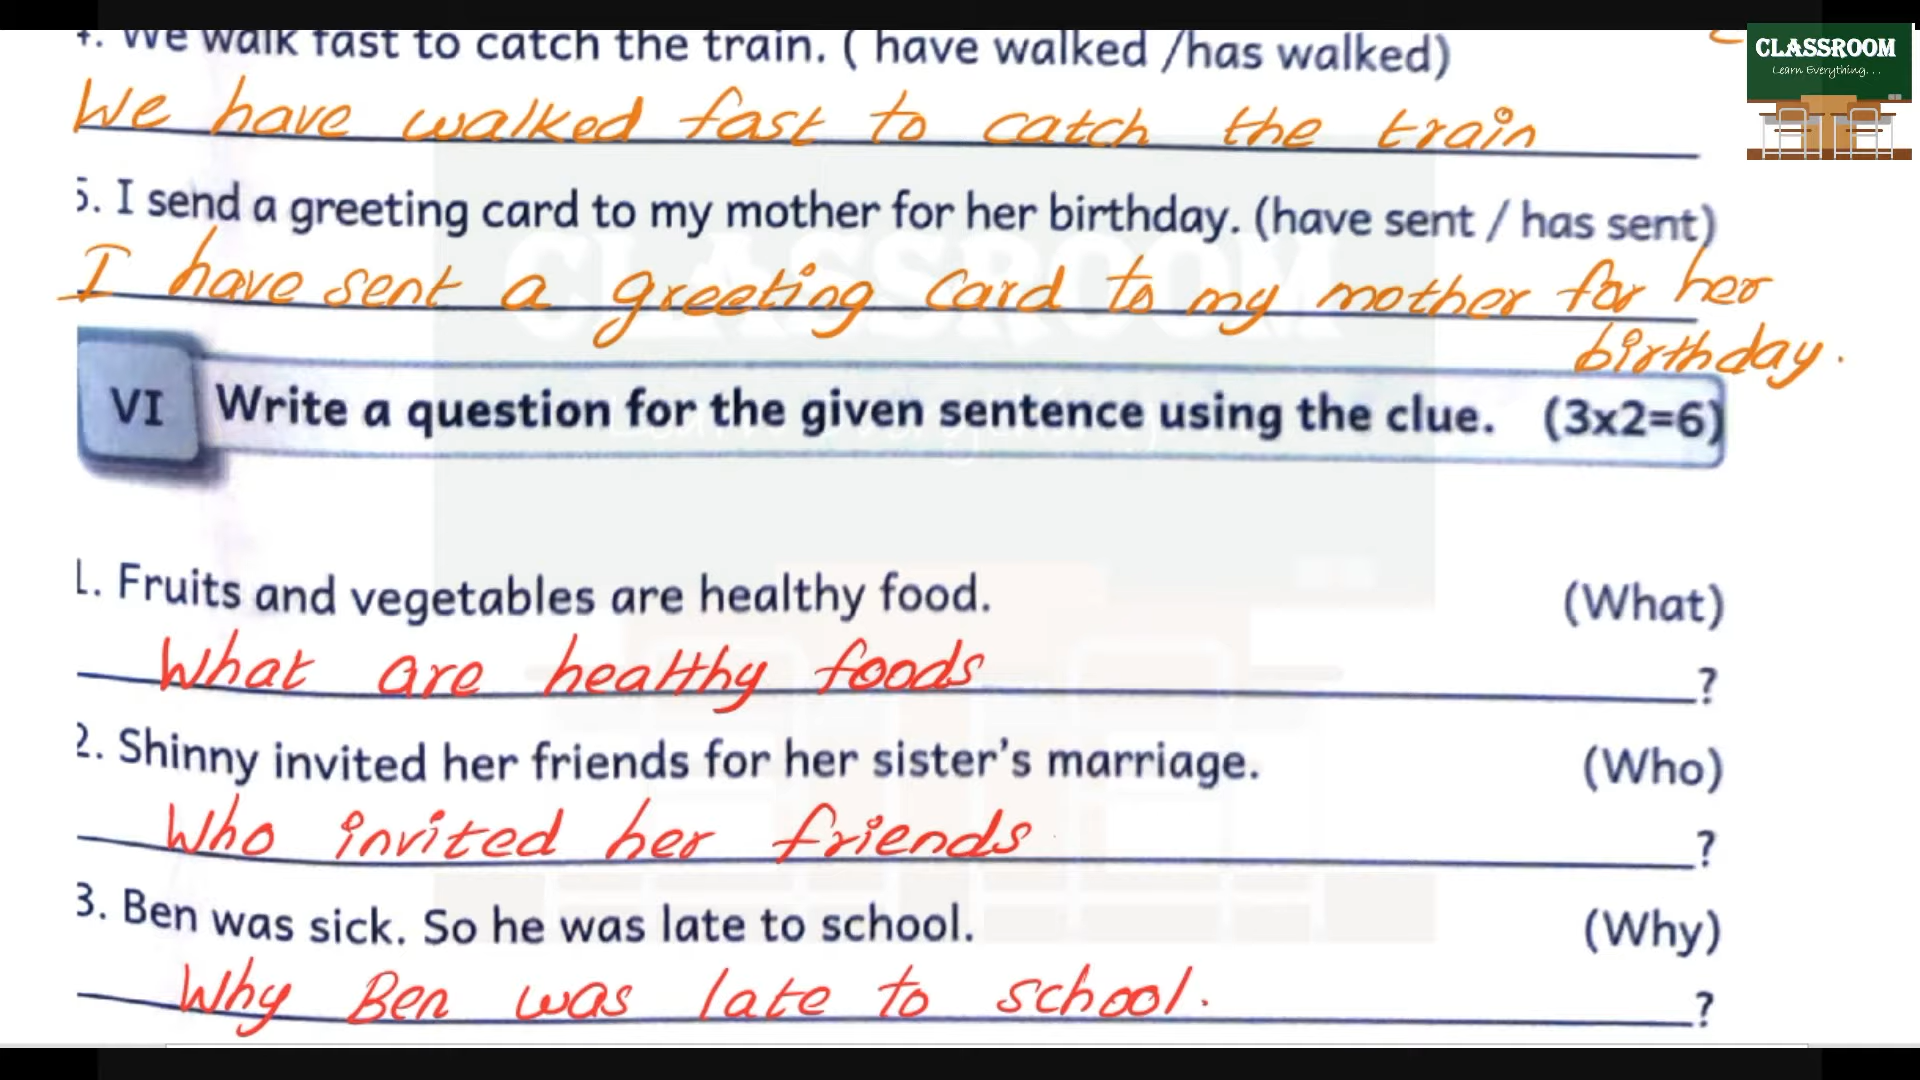 4. We walk fast to catch the train. ( have walked /has walked)
CLASSROOM
Learn Everything...
We have walked fast to catch the train
5. I send a greeting card to my mother for her birthday. (have sent / has sent)
I have sent a greeting card to my mother for her
birthday.
VI Write a question for the given sentence using the clue. (3x2=6)
1. Fruits and vegetables are healthy food. (What)
What are healthy foods ?
2. Shinny invited her friends for her sister's marriage. (Who)
Who invited her friends ?
3. Ben was sick. So he was late to school. (Why)
Why Ben was late to school. ?